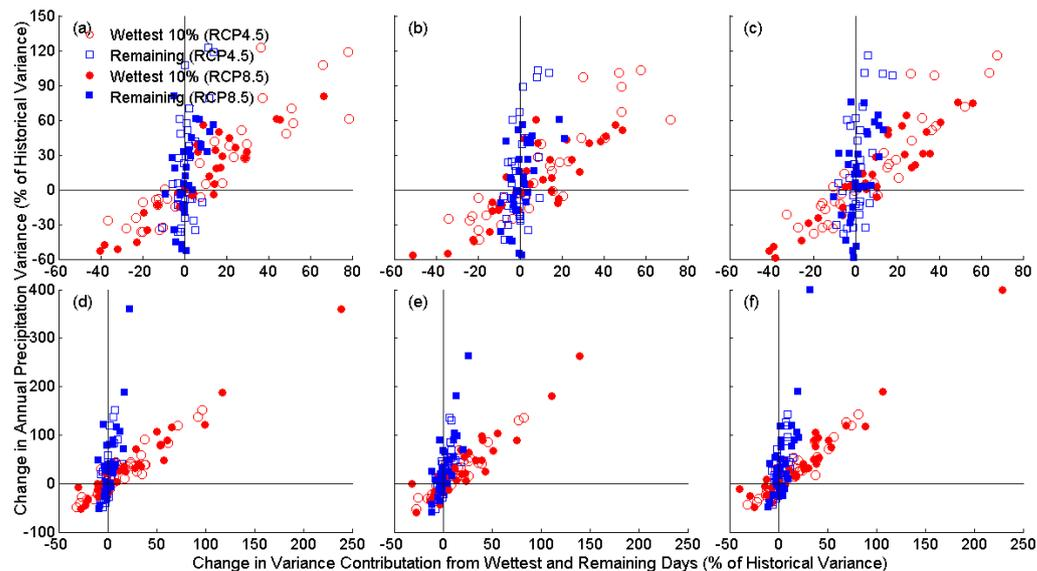 Change in Annual Precipitation Variance (% of Historical Variance)
150
120
90
60
30
0
-30
-60
(a)
Wettest 10% (RCP4.5)
Remaining (RCP4.5)
Wettest 10% (RCP8.5)
Remaining (RCP8.5)
(b)
(c)
-60 -40 -20 0 20 40 60 80
-60 -40 -20 0 20 40 60 80
-60 -40 -20 0 20 40 60 80
400
300
200
100
0
-100
(d)
(e)
(f)
-50 0 50 100 150 200 250
-50 0 50 100 150 200 250
-50 0 50 100 150 200 250
Change in Variance Contribution from Wettest and Remaining Days (% of Historical Variance)